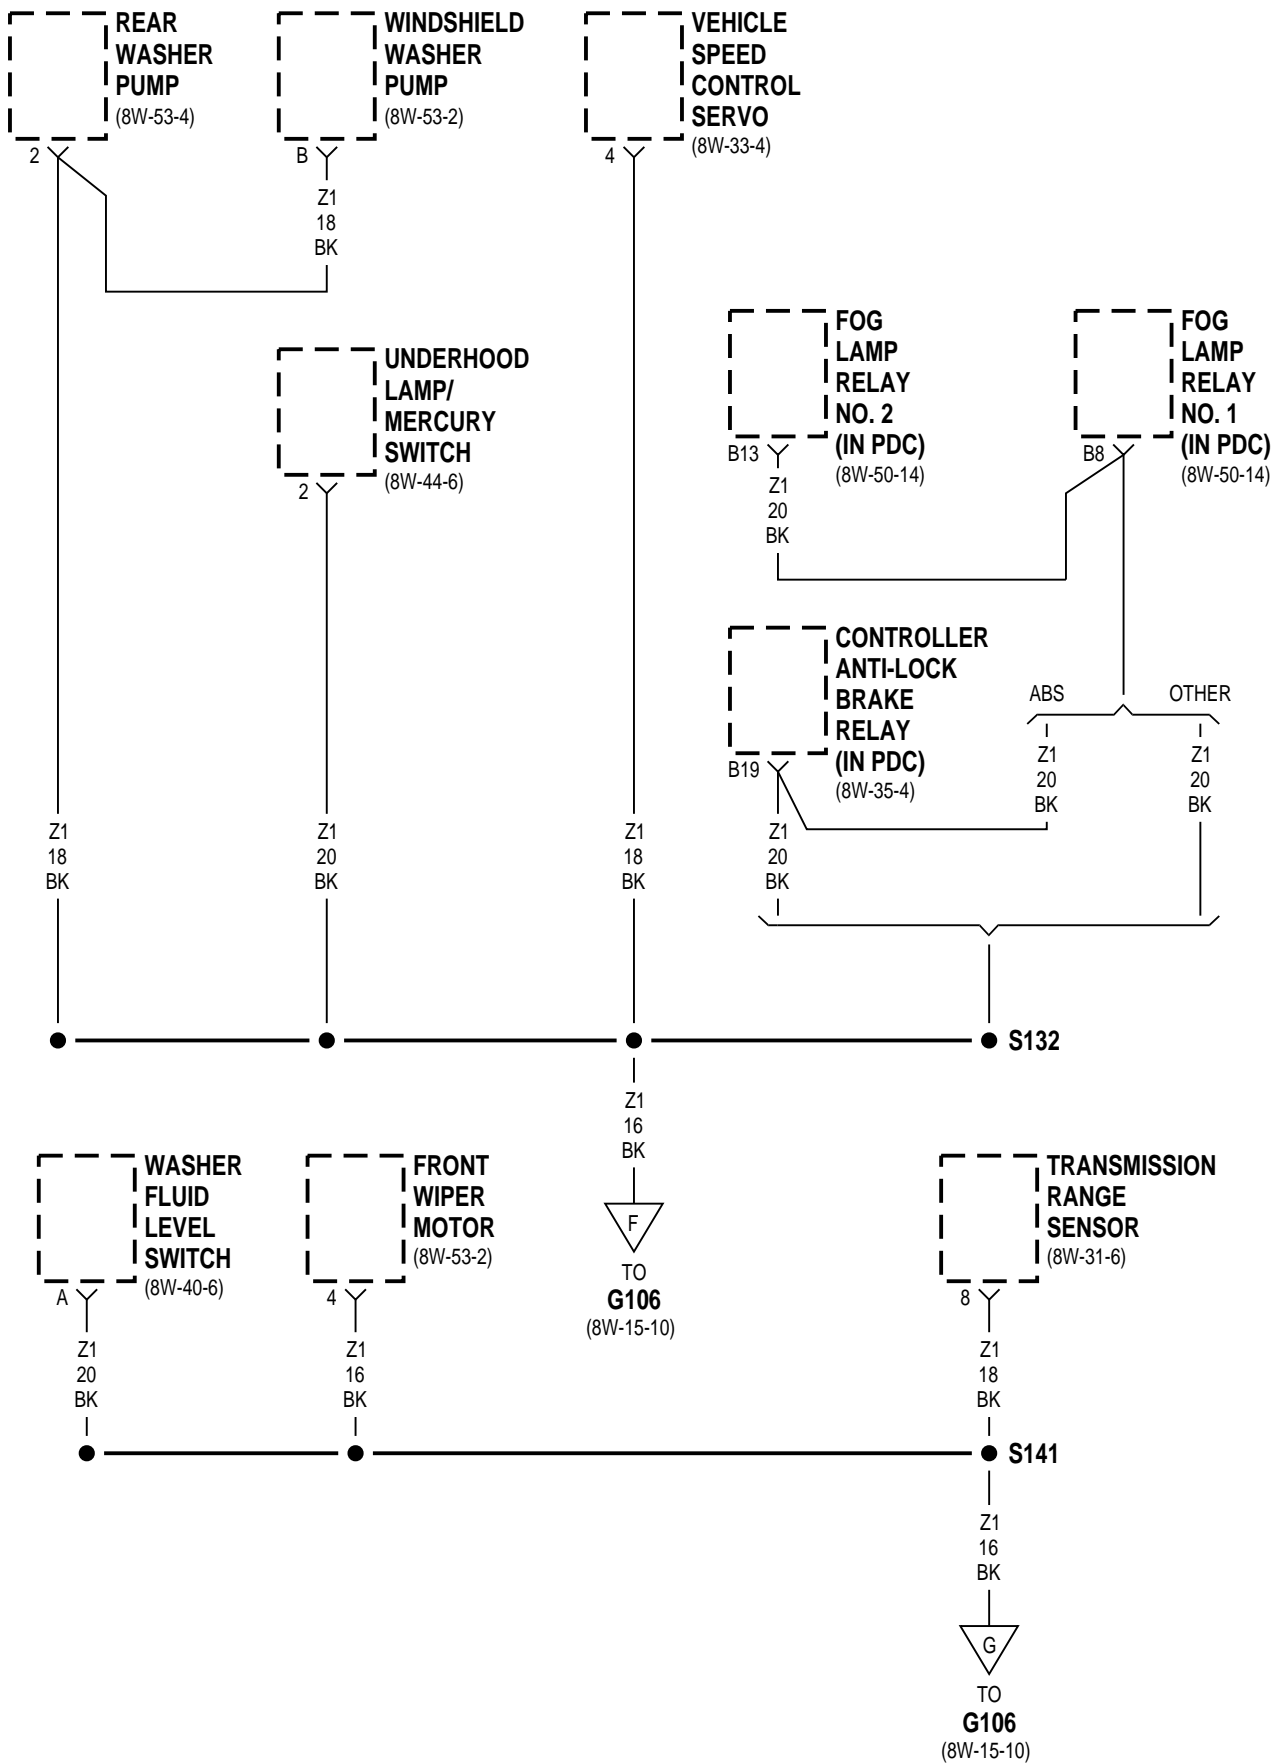 REAR
WASHER
PUMP
(8W-53-4)
2
WINDSHIELD
WASHER
PUMP
(8W-53-2)
B
Z1
18
BK
VEHICLE
SPEED
CONTROL
SERVO
(8W-33-4)
4
UNDERHOOD
LAMP/
MERCURY
SWITCH
(8W-44-6)
2
FOG
LAMP
RELAY
NO. 2
(IN PDC)
(8W-50-14)
B13
Z1
20
BK
FOG
LAMP
RELAY
NO. 1
(IN PDC)
(8W-50-14)
B8
CONTROLLER
ANTI-LOCK
BRAKE
RELAY
(IN PDC)
(8W-35-4)
B19
ABS
OTHER
Z1
20
BK
Z1
20
BK
Z1
18
BK
Z1
20
BK
Z1
18
BK
Z1
20
BK
S132
Z1
16
BK
F
TO
G106
(8W-15-10)
WASHER
FLUID
LEVEL
SWITCH
(8W-40-6)
A
Z1
20
BK
FRONT
WIPER
MOTOR
(8W-53-2)
4
Z1
16
BK
TRANSMISSION
RANGE
SENSOR
(8W-31-6)
8
Z1
18
BK
S141
Z1
16
BK
G
TO
G106
(8W-15-10)